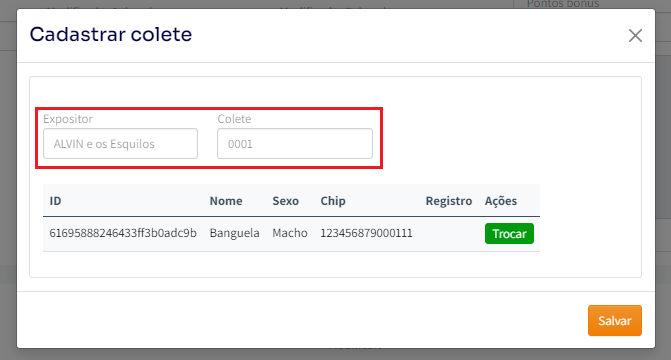 Pontos bônus
Cadastrar colete
Expositor Colete
ALVIN e os Esquilos 0001
ID Nome Sexo Chip Registro Ações
61695888246433ff3b0adc9b Banguela Macho 123456879000111 Trocar
Salvar